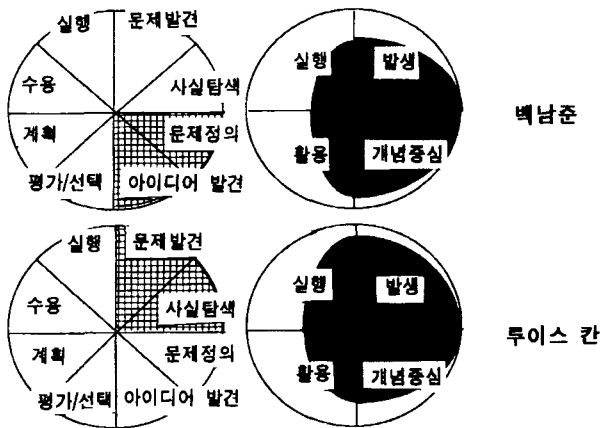 실행 문제발견
수용 사실탐색
계획 문제정의
평가/선택 아이디어 발견
실행 발생
활용 개념중심
백남준
실행 문제발견
수용 사실탐색
계획 문제정의
평가/선택 아이디어 발견
실행 발생
활용 개념중심
루이스 칸